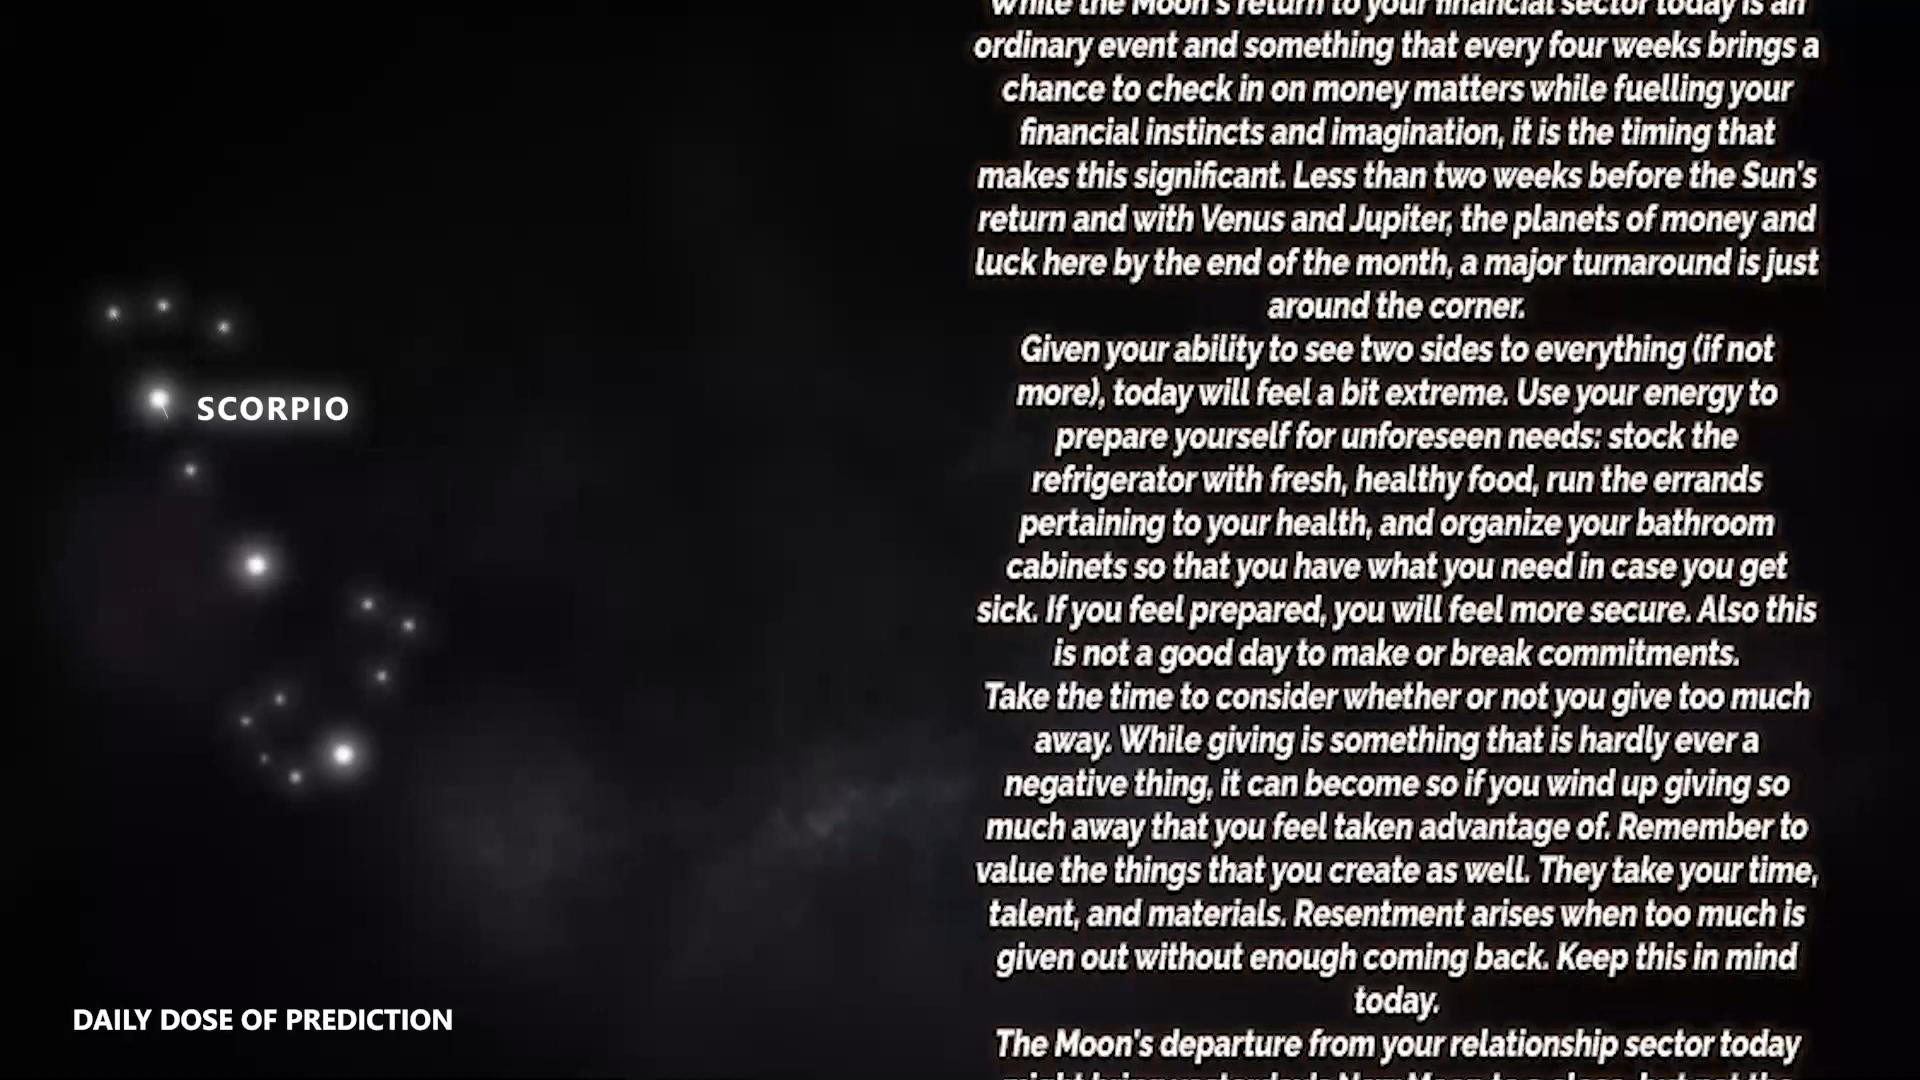 While the Moon's return to your financial sector today is an
ordinary event and something that every four weeks brings a
chance to check in on money matters while fuelling your
financial instincts and imagination, it is the timing that
makes this significant. Less than two weeks before the Sun's
return and with Venus and Jupiter, the planets of money and
luck here by the end of the month, a major turnaround is just
around the corner.
Given your ability to see two sides to everything (if not
more), today will feel a bit extreme. Use your energy to
prepare yourself for unforeseen needs: stock the
refrigerator with fresh, healthy food, run the errands
pertaining to your health, and organize your bathroom
cabinets so that you have what you need in case you get
sick. If you feel prepared, you will feel more secure. Also this
is not a good day to make or break commitments.
Take the time to consider whether or not you give too much
away. While giving is something that is hardly ever a
negative thing, it can become so if you wind up giving so
much away that you feel taken advantage of. Remember to
value the things that you create as well. They take your time,
talent, and materials. Resentment arises when too much is
given out without enough coming back. Keep this in mind
today.
The Moon's departure from your relationship sector today
SCORPIO
DAILY DOSE OF PREDICTION